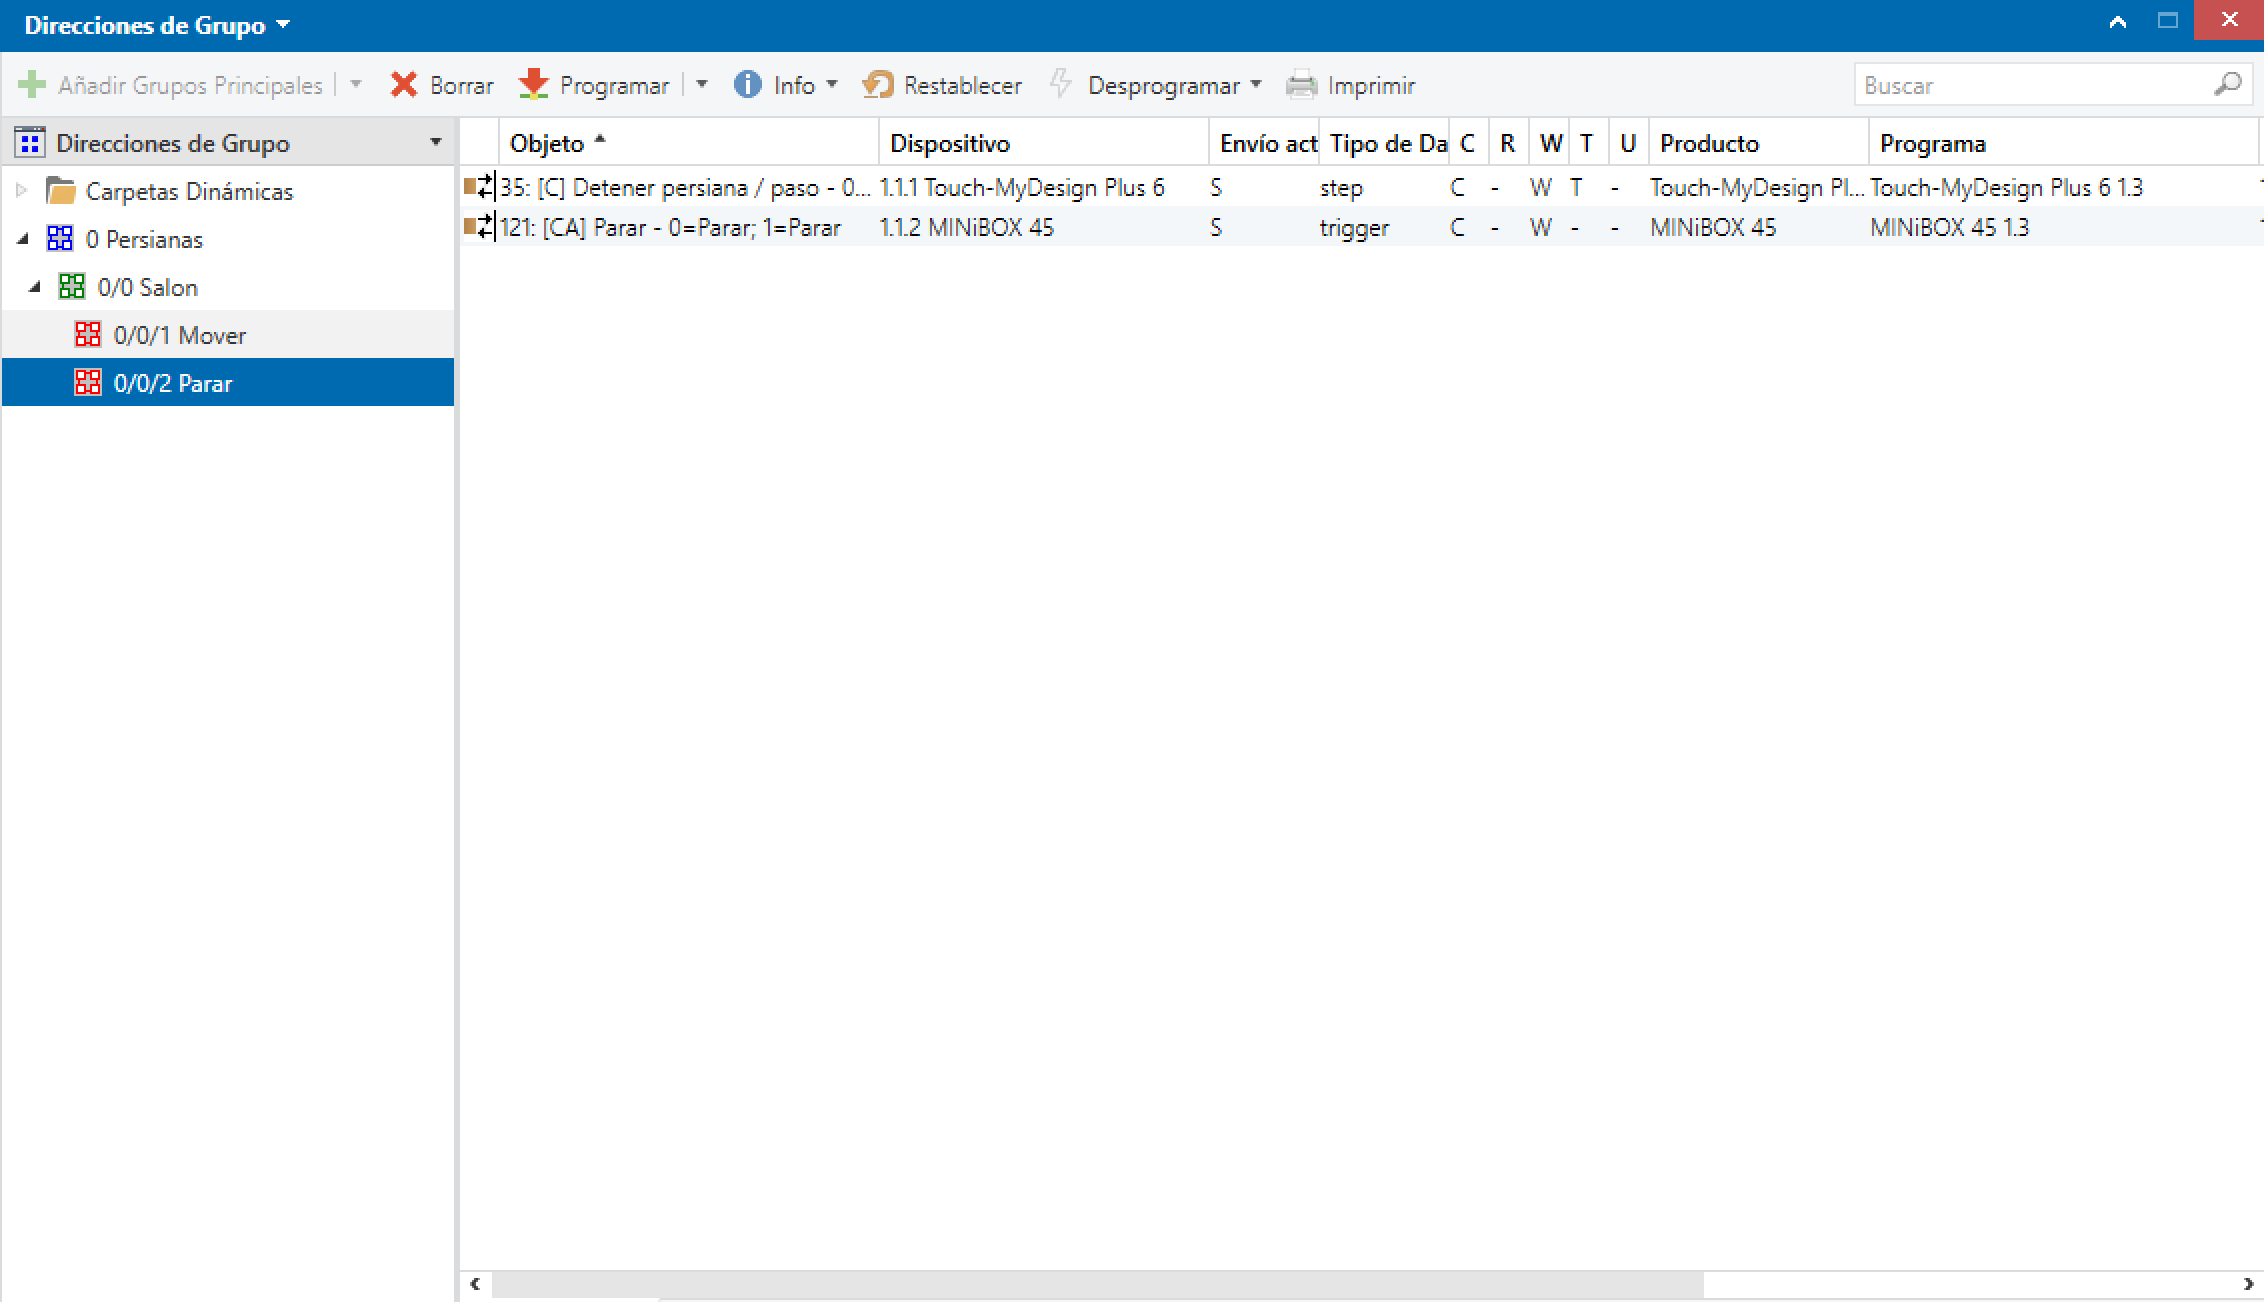 Direcciones de Grupo
Añadir Grupos Principales Borrar Programar Info Restablecer Desprogramar Imprimir Buscar
Direcciones de Grupo
Carpetas Dinámicas
0 Persianas
0/0 Salon
0/0/1 Mover
0/0/2 Parar
Objeto Dispositivo Envío act Tipo de Da C R W T U Producto Programa
35: [C] Detener persiana / paso - 0... 1.1.1 Touch-MyDesign Plus 6 S step C - W T - Touch-MyDesign Pl... Touch-MyDesign Plus 6 1.3
121: [CA] Parar - 0=Parar; 1=Parar 1.1.2 MINiBOX 45 S trigger C - W - - MINiBOX 45 MINiBOX 45 1.3